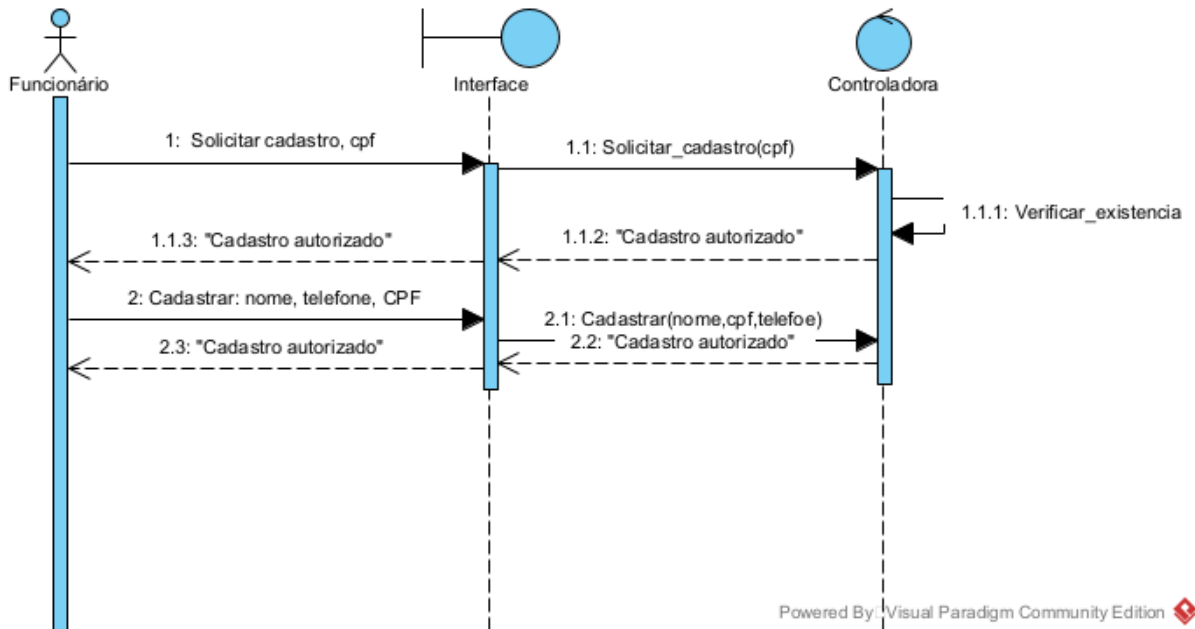 Funcionário
Interface
Controladora
1:  Solicitar cadastro, cpf
1.1: Solicitar_cadastro(cpf)
1.1.1: Verificar_existencia
1.1.3: "Cadastro autorizado"
1.1.2: "Cadastro autorizado"
2: Cadastrar: nome, telefone, CPF
2.1: Cadastrar(nome,cpf,telefoe)
2.3: "Cadastro autorizado"
2.2: "Cadastro autorizado"
Powered By Visual Paradigm Community Edition